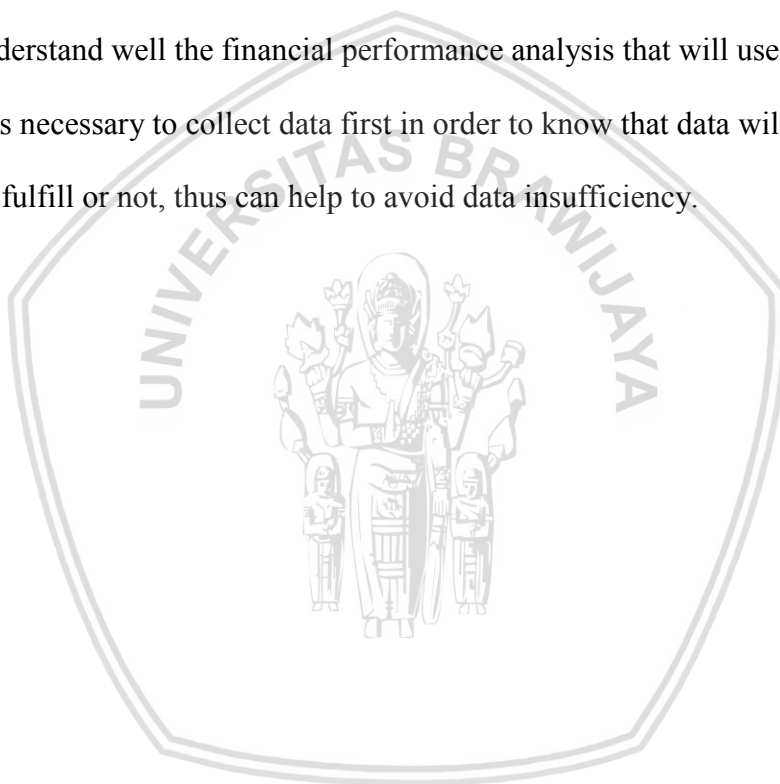 derstand well the financial performance analysis that will use
s necessary to collect data first in order to know that data wil
fulfill or not, thus can help to avoid data insufficiency.
UNIVERSITAS BRAWIJAYA